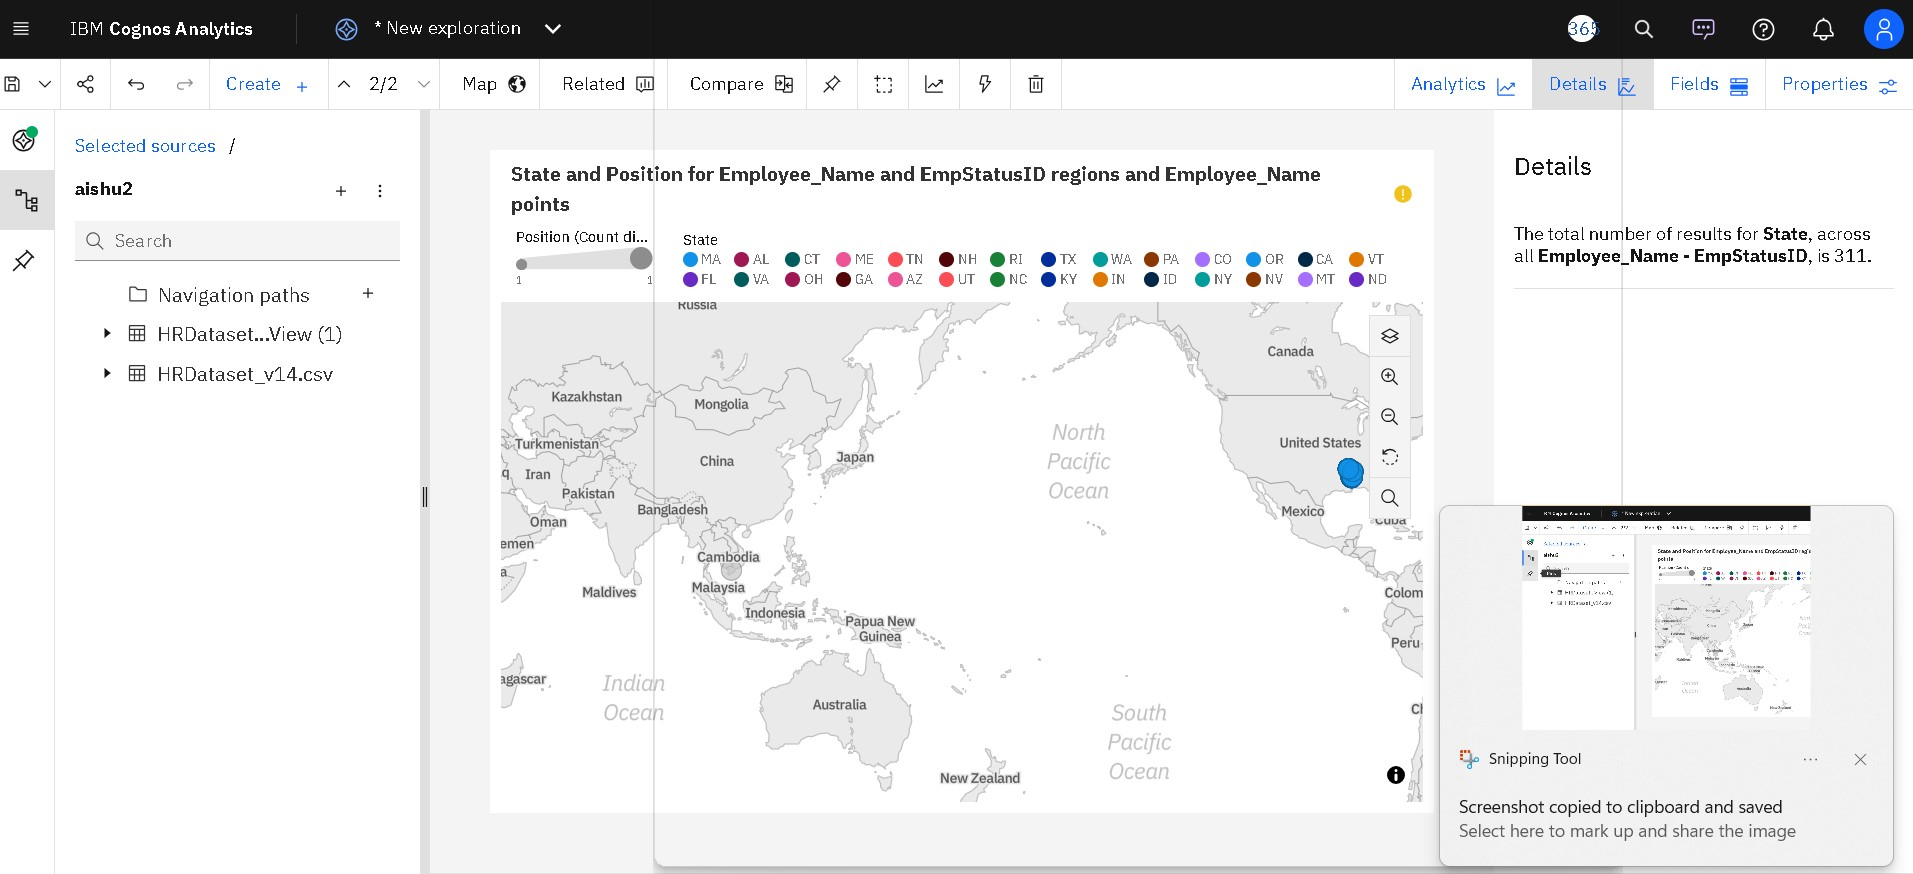 IBM Cognos Analytics
* New exploration
365
Create +
2/2
Map
Related
Compare
Analytics
Details
Fields
Properties
Selected sources /
aishu2
Search
Navigation paths
HRDataset...View (1)
HRDataset_v14.csv
State and Position for Employee_Name and EmpStatusID regions and Employee_Name
points
Position (Count di...
1 1
State
MA AL CT ME TN NH RI TX WA PA CO OR CA VT
FL VA OH GA AZ UT NC KY IN ID NY NV MT ND
Russia
Canada
Kazakhstan
Mongolia
North
Pacific
Ocean
United States
Turkmenistan
China
Japan
q
Iran
Pakistan
Bangladesh
Mexico
Cuba
Oman
emen
Cambodia
a
Maldives
Malaysia
Colom
Indonesia
Papua New
Guinea
Peru
agascar
Indian
Ocean
Australia
South
Pacific
Ocean
Cl
New Zealand
Details
The total number of results for State, across
all Employee_Name - EmpStatusID, is 311.
Snipping Tool
Screenshot copied to clipboard and saved
Select here to mark up and share the image